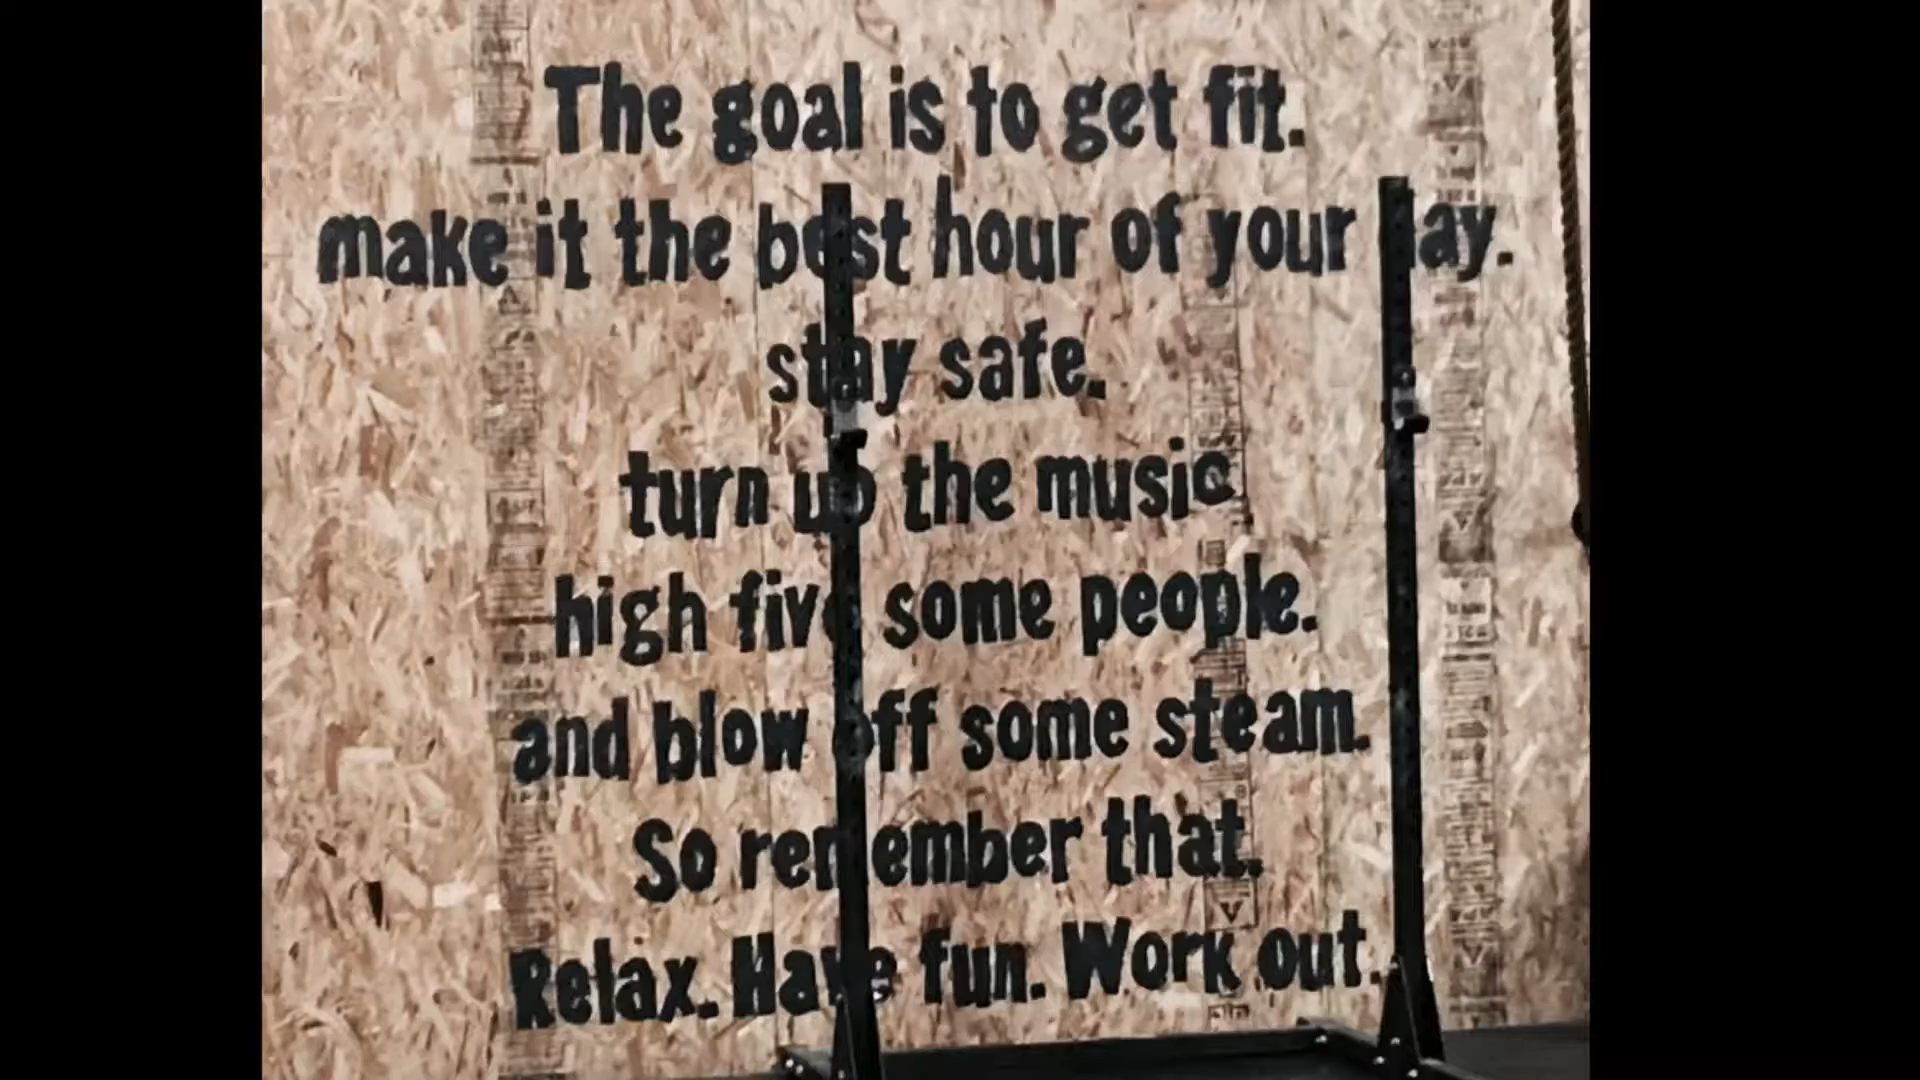 The goal is to get fit.
make it the best hour of your day.
stay safe.
turn up the music
high five some people.
and blow off some steam.
So remember that.
Relax. Have fun. Work out.